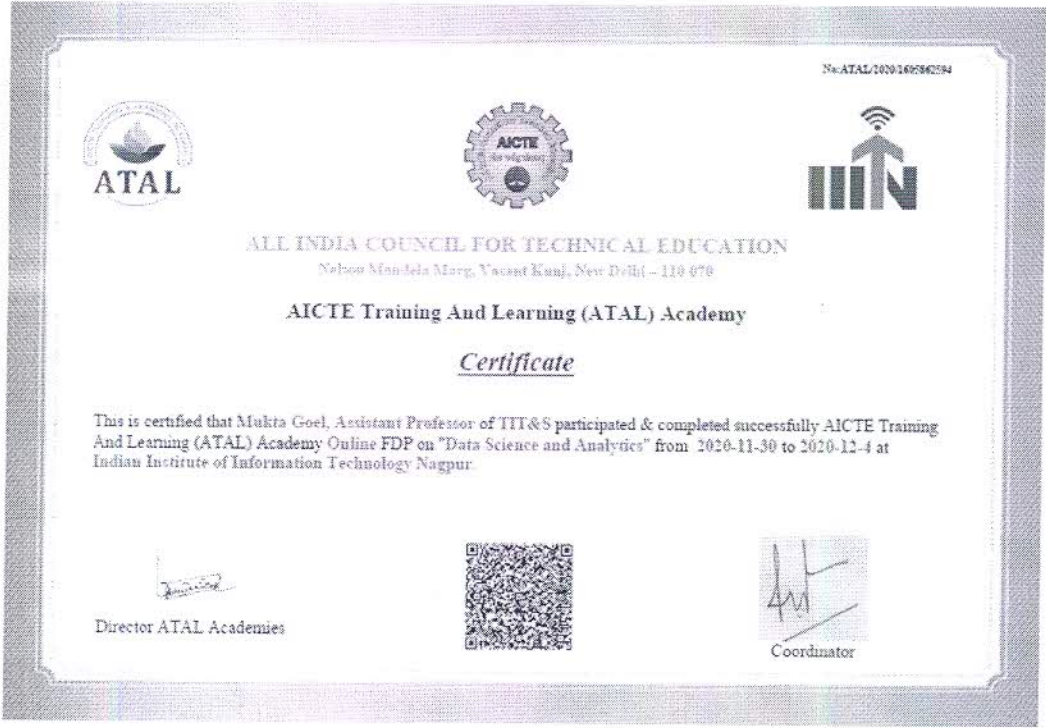 No:ATAL/2020/1605862594
ATAL
AICTE
IIITN
ALL INDIA COUNCIL FOR TECHNICAL EDUCATION
Nelson Mandela Marg, Vasant Kunj, New Delhi – 110 070
AICTE Training And Learning (ATAL) Academy
Certificate
This is certified that Mukta Goel, Assistant Professor of TIT&S participated & completed successfully AICTE Training
And Learning (ATAL) Academy Online FDP on "Data Science and Analytics" from 2020-11-30 to 2020-12-4 at
Indian Institute of Information Technology Nagpur.
Director ATAL Academies
Coordinator